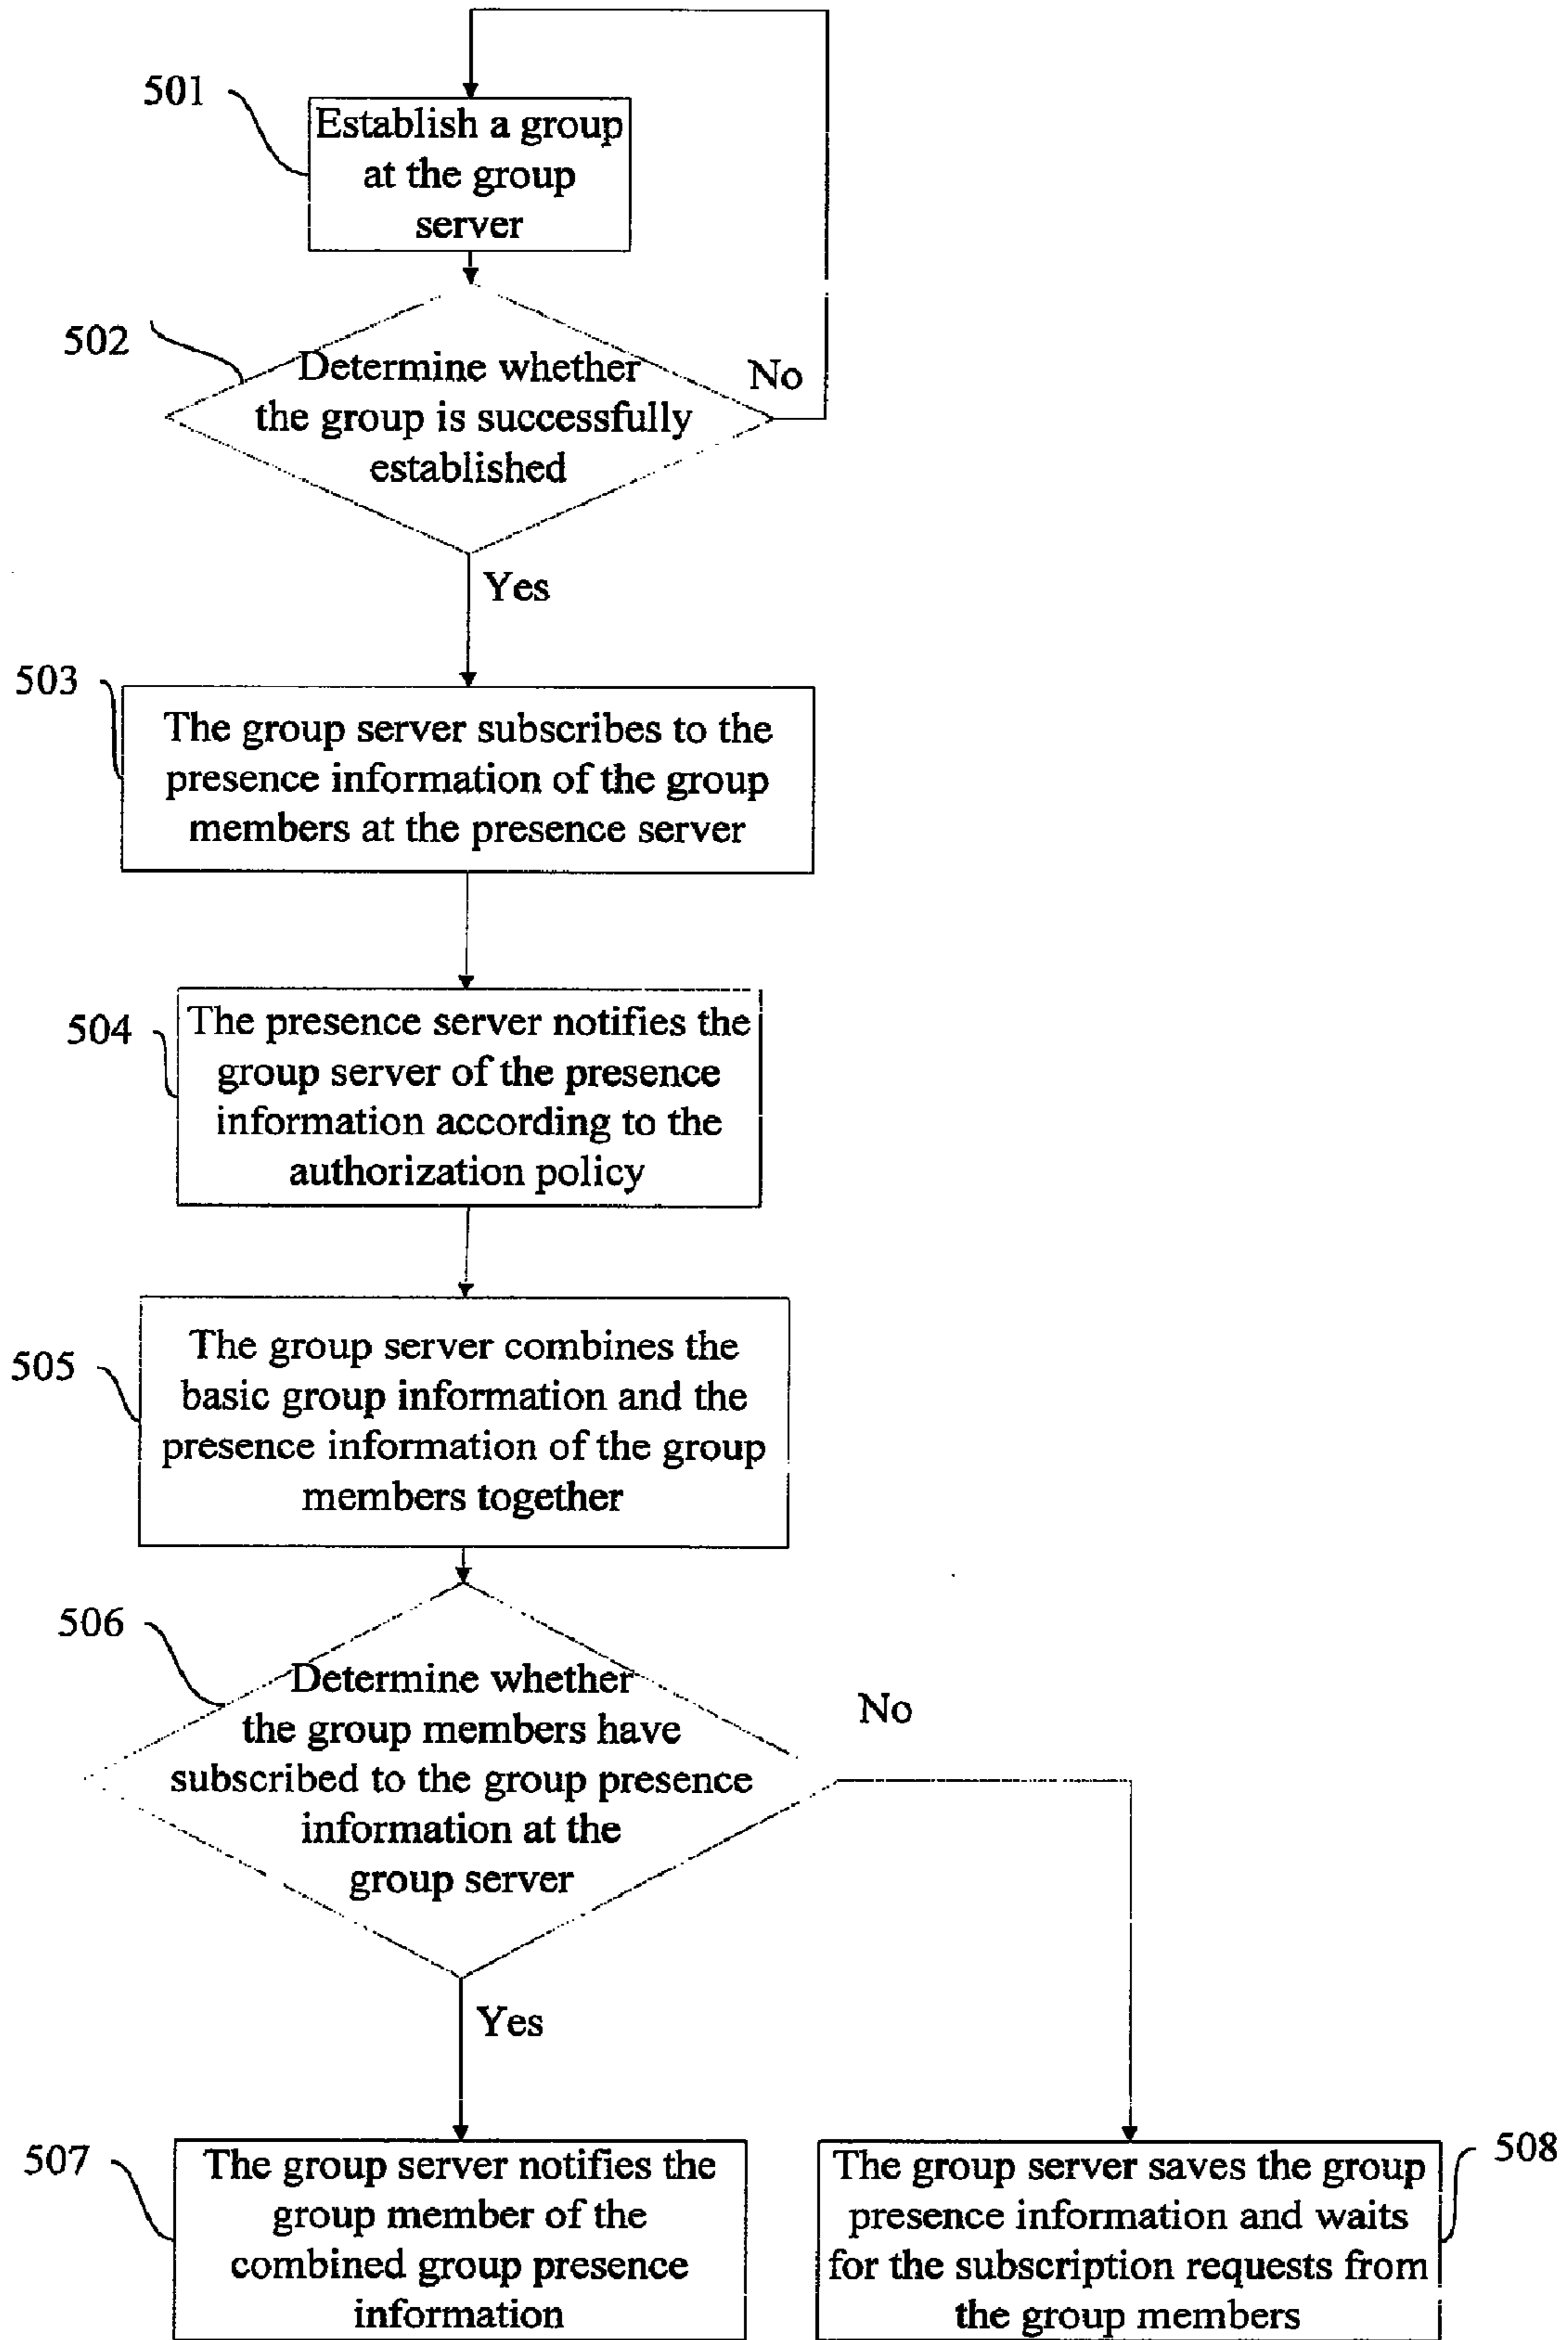 501
Establish a group
at the group
server
502
Determine whether
the group is successfully
established
No
Yes
503
The group server subscribes to the
presence information of the group
members at the presence server
504
The presence server notifies the
group server of the presence
information according to the
authorization policy
505
The group server combines the
basic group information and the
presence information of the group
members together
506
Determine whether
the group members have
subscribed to the group presence
information at the
group server
No
Yes
507
The group server notifies the
group member of the
combined group presence
information
508
The group server saves the group
presence information and waits
for the subscription requests from
the group members